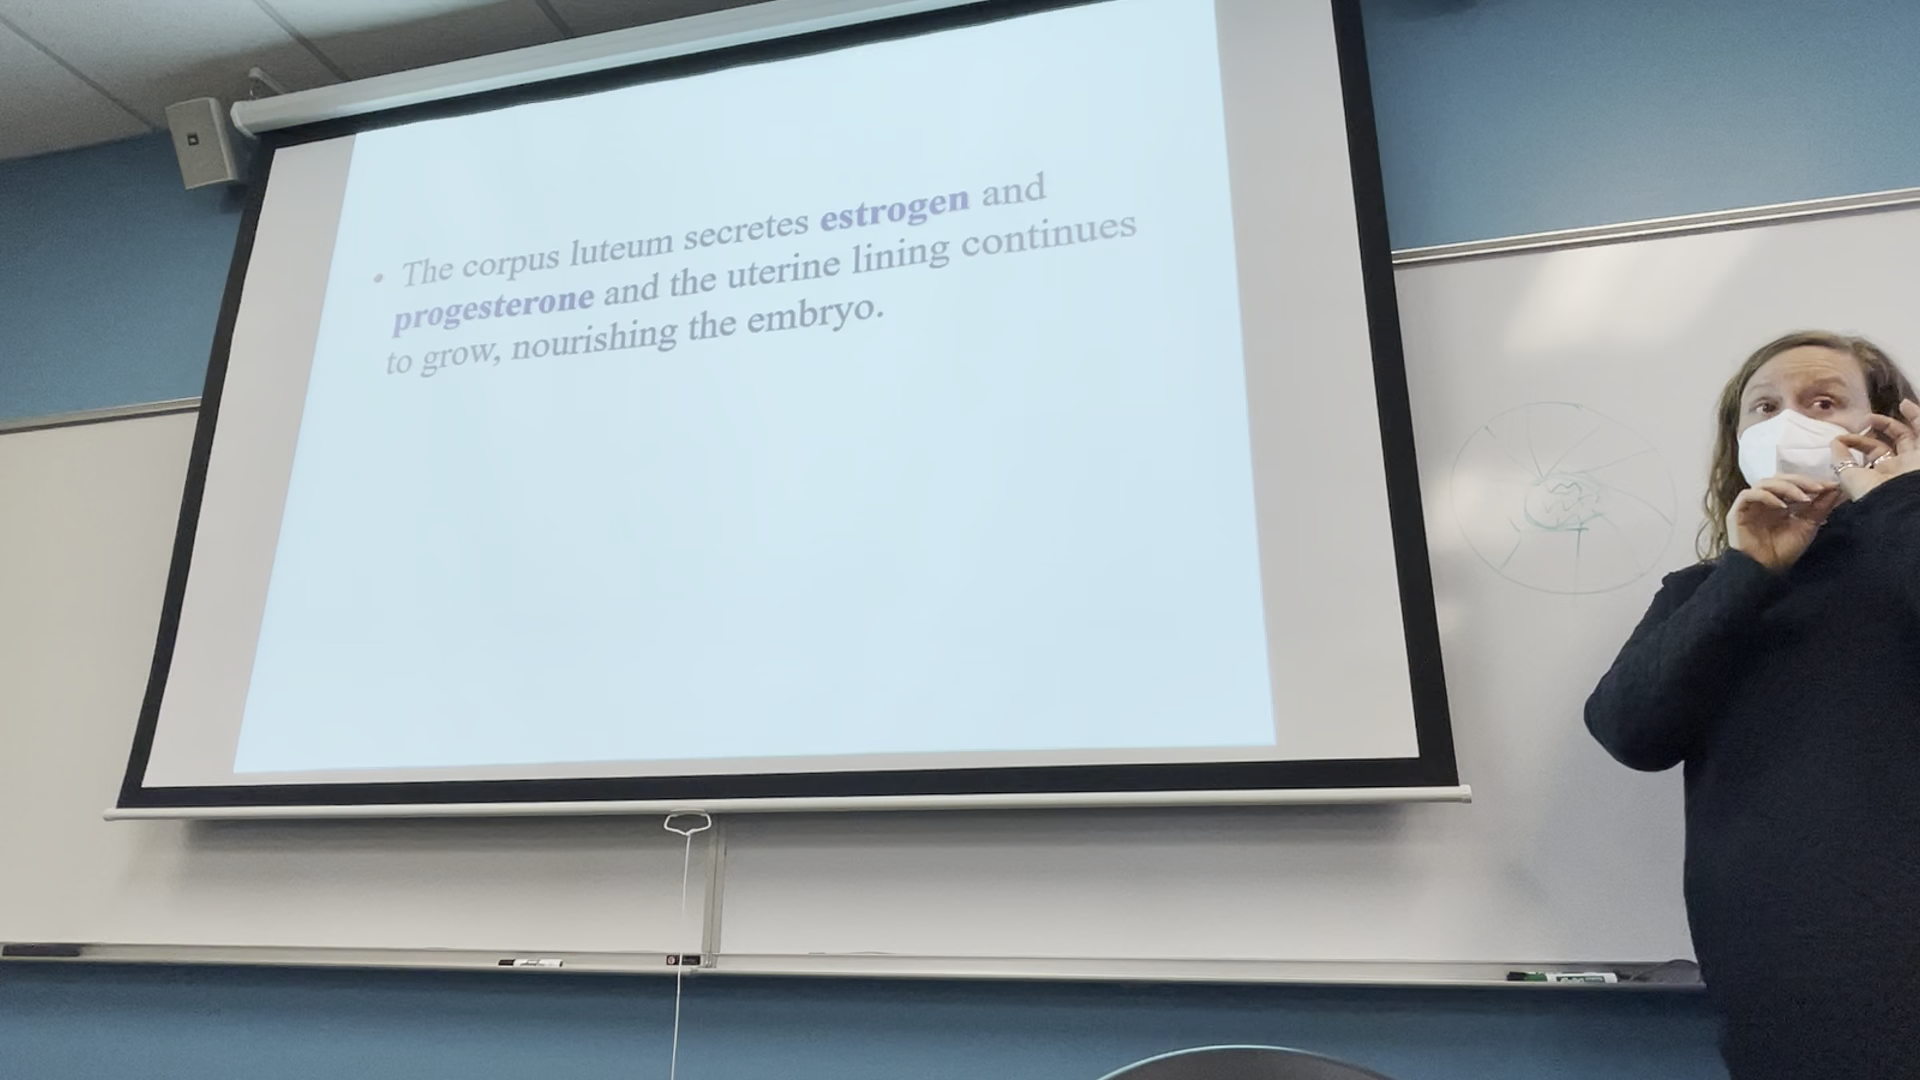 • The corpus luteum secretes estrogen and
progesterone and the uterine lining continues
to grow, nourishing the embryo.